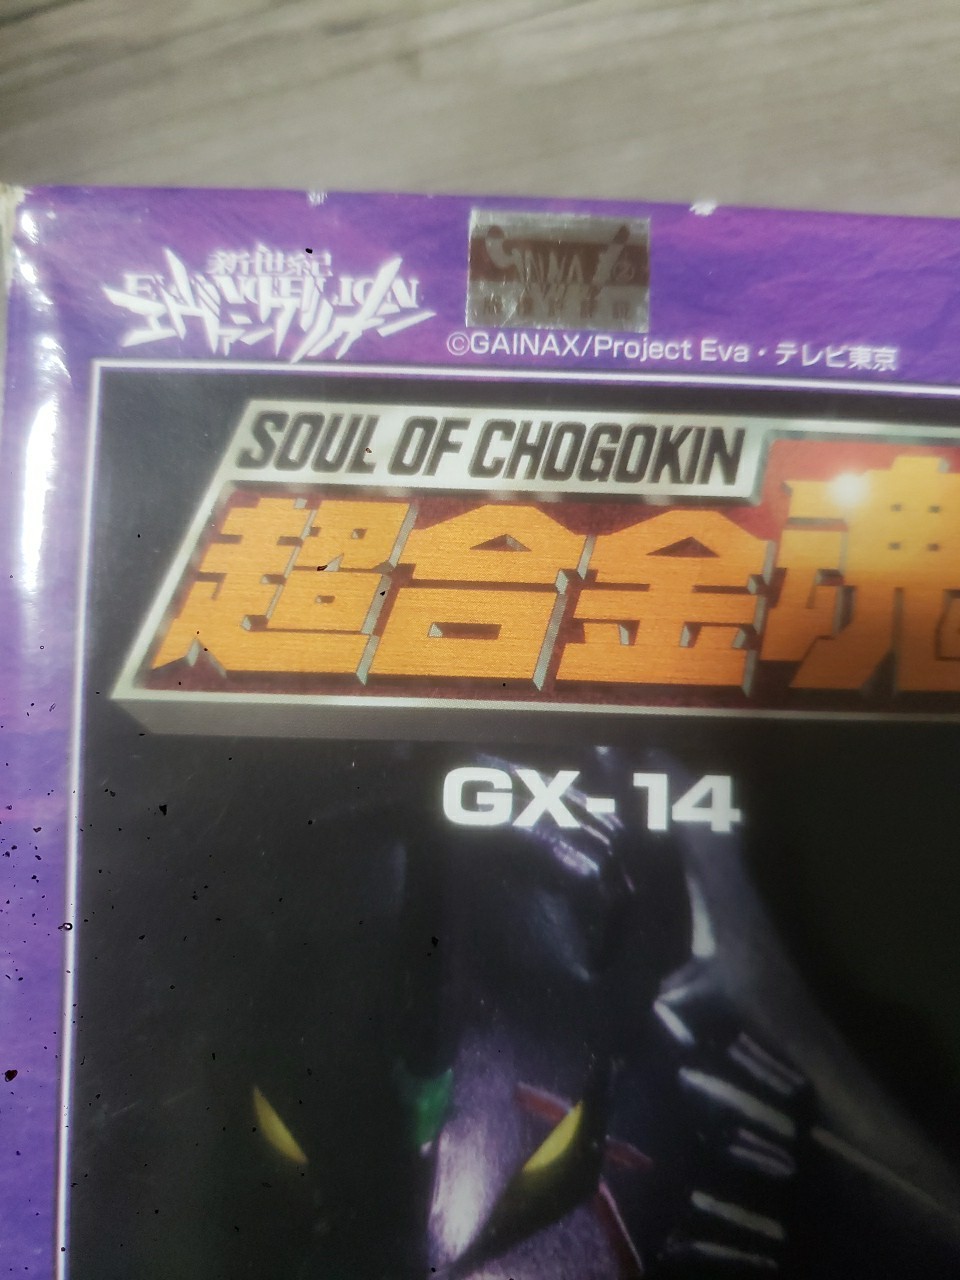 新世紀
EVANGELION
エヴァンゲリオン
©GAINAX/Project Eva・テレビ東京
SOUL OF CHOGOKIN
超合金魂
GX-14